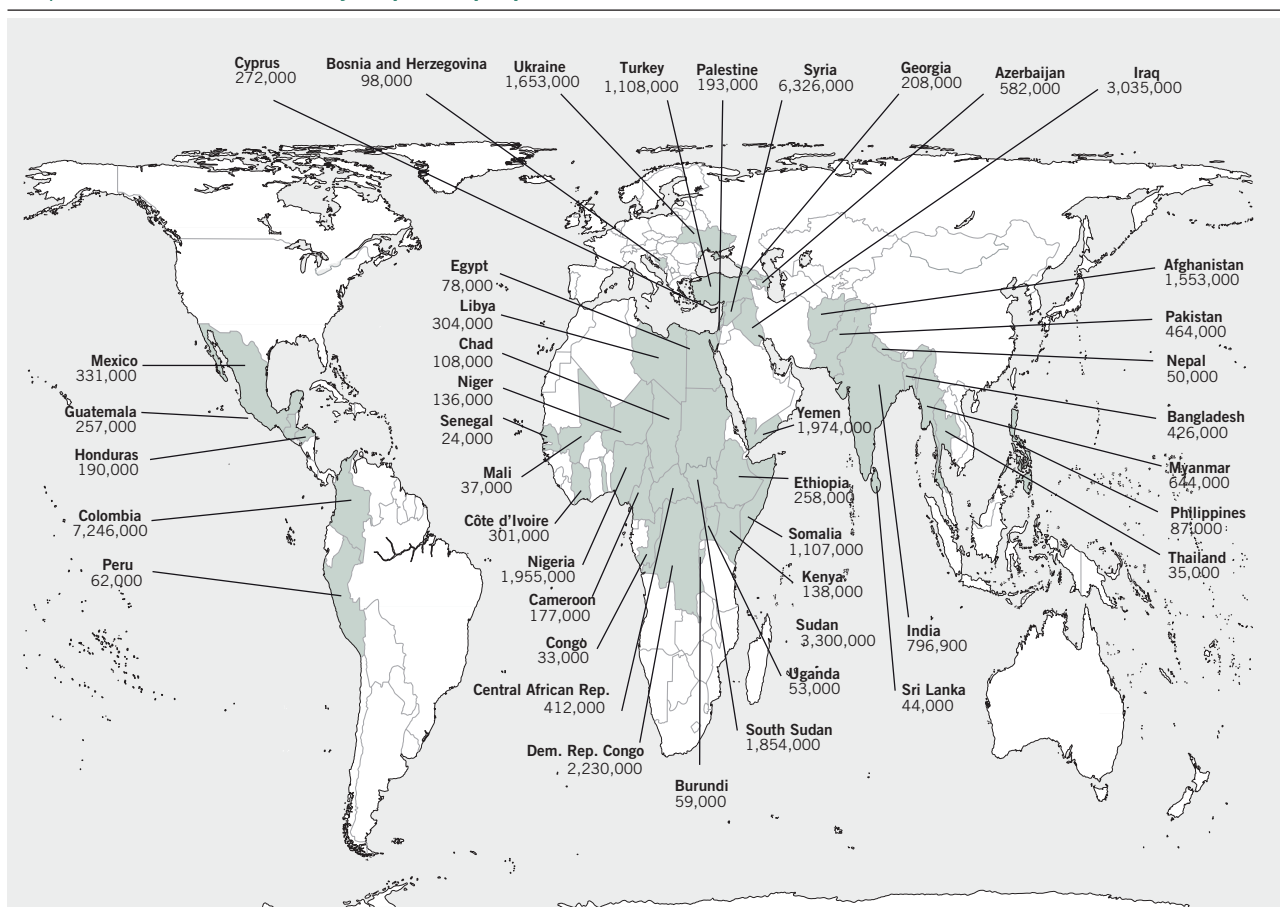 Cyprus
272,000
Bosnia and Herzegovina
98,000
Ukraine
1,653,000
Turkey
1,108,000
Palestine
193,000
Syria
6,326,000
Georgia
208,000
Azerbaijan
582,000
Iraq
3,035,000
Egypt
78,000
Libya
304,000
Chad
108,000
Niger
136,000
Senegal
24,000
Mali
37,000
Côte d'Ivoire
301,000
Nigeria
1,955,000
Cameroon
177,000
Congo
33,000
Central African Rep.
412,000
Dem. Rep. Congo
2,230,000
Burundi
59,000
Mexico
331,000
Guatemala
257,000
Honduras
190,000
Colombia
7,246,000
Peru
62,000
Yemen
1,974,000
Ethiopia
258,000
Somalia
1,107,000
Kenya
138,000
Sudan
3,300,000
Uganda
53,000
South Sudan
1,854,000
India
796,900
Sri Lanka
44,000
Afghanistan
1,553,000
Pakistan
464,000
Nepal
50,000
Bangladesh
426,000
Myanmar
644,000
Philippines
87,000
Thailand
35,000